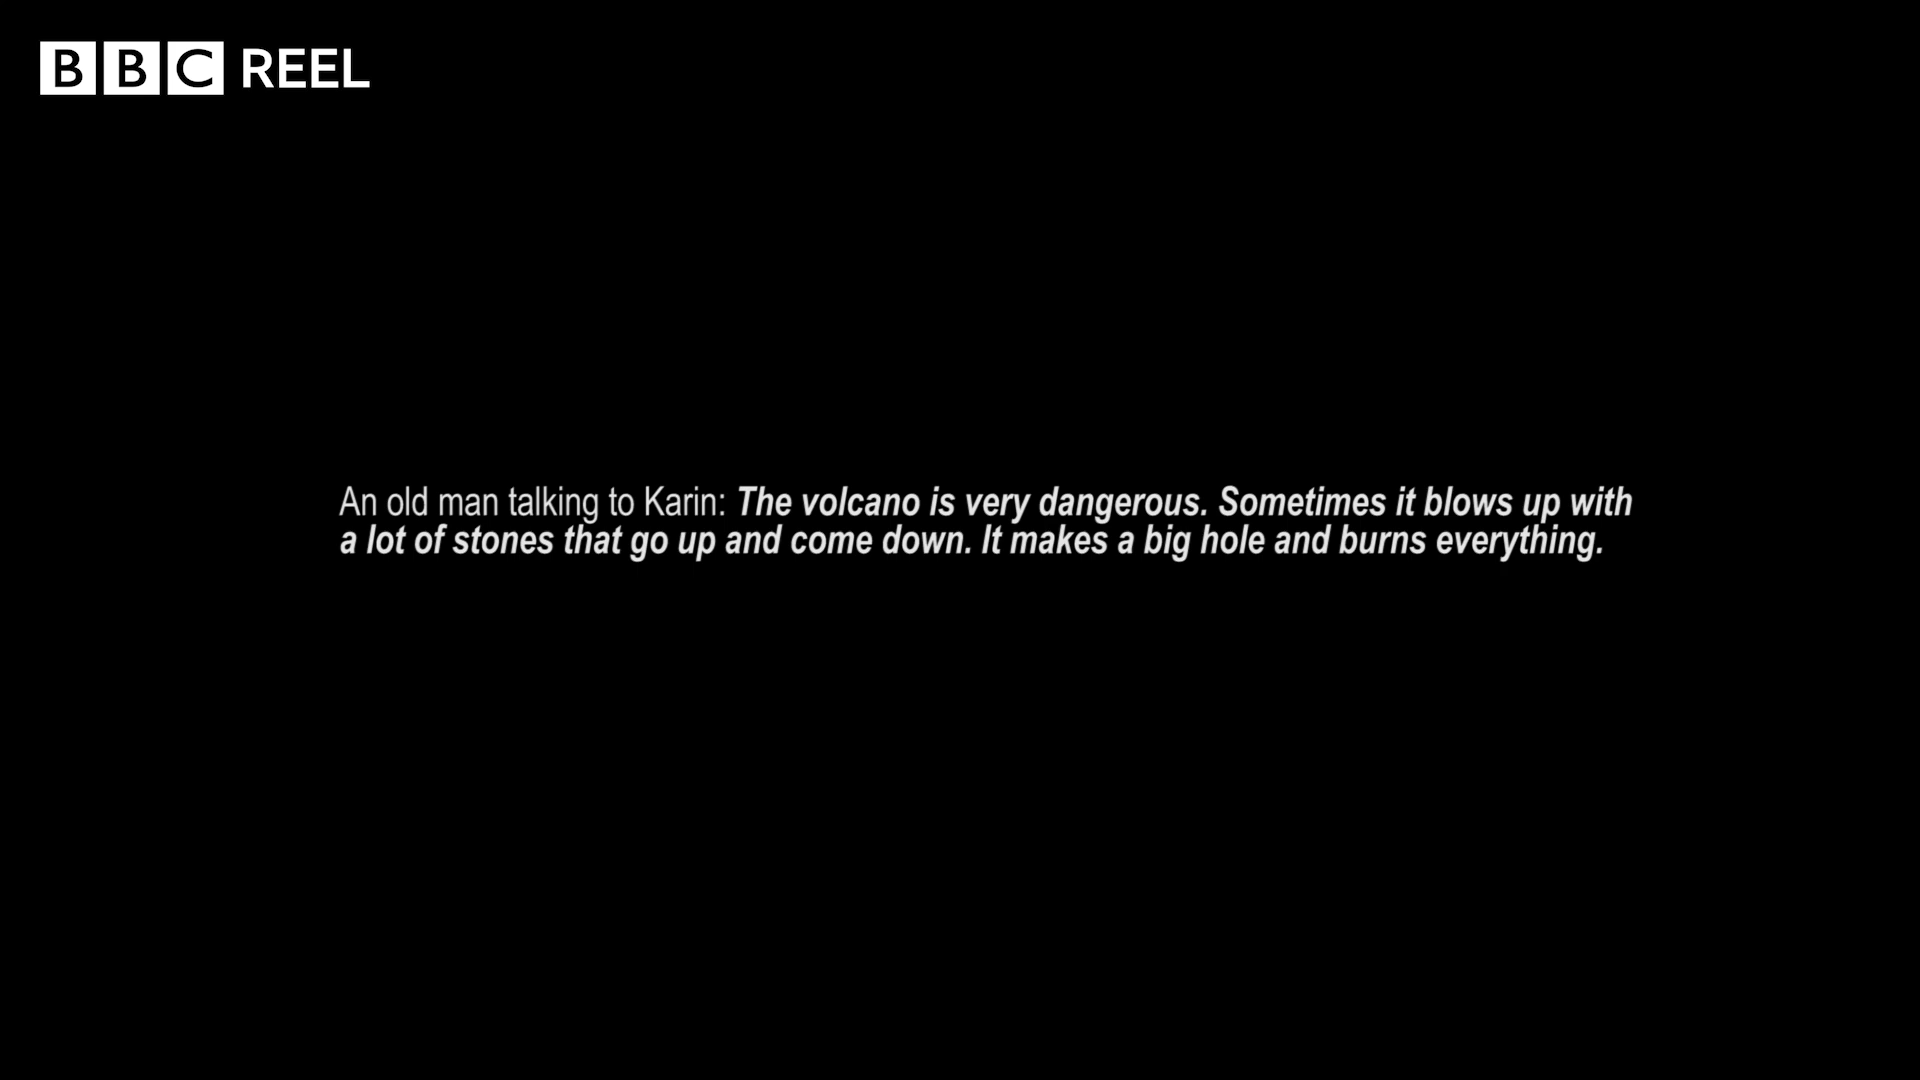 BBC REEL
An old man talking to Karin: The volcano is very dangerous. Sometimes it blows up with
a lot of stones that go up and come down. It makes a big hole and burns everything.